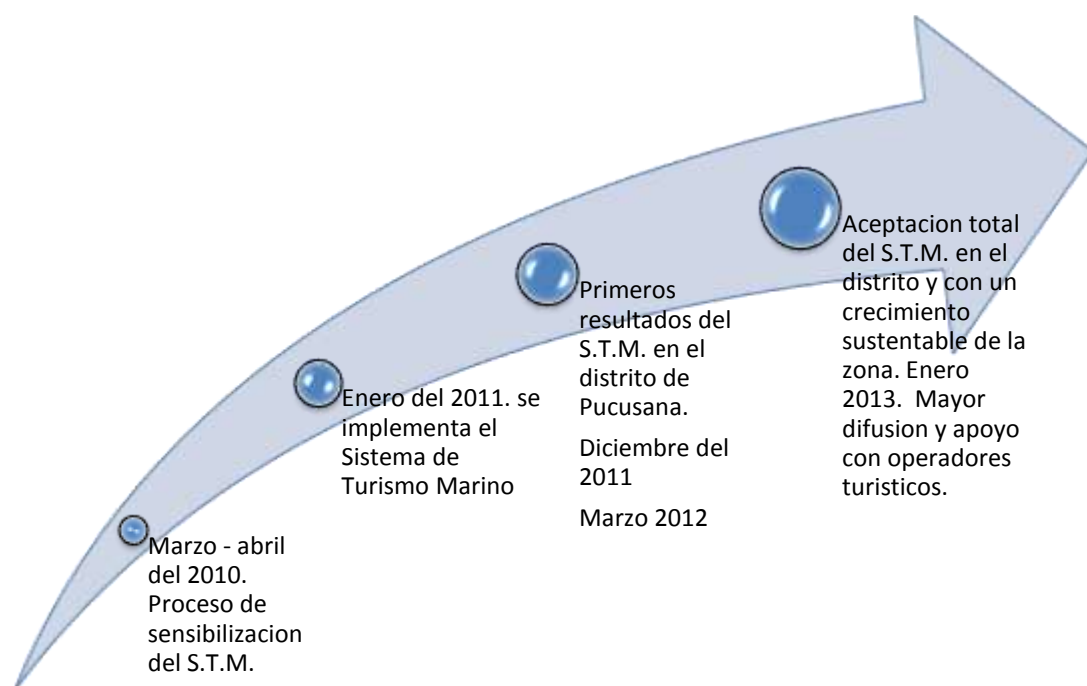 Marzo - abril
del 2010.
Proceso de
sensibilizacion
del S.T.M.
Enero del 2011. se
implementa el
Sistema de
Turismo Marino
Primeros
resultados del
S.T.M. en el
distrito de
Pucusana.
Diciembre del
2011
Marzo 2012
Aceptacion total
del S.T.M. en el
distrito y con un
crecimiento
sustentable de la
zona. Enero
2013.  Mayor
difusion y apoyo
con operadores
turisticos.